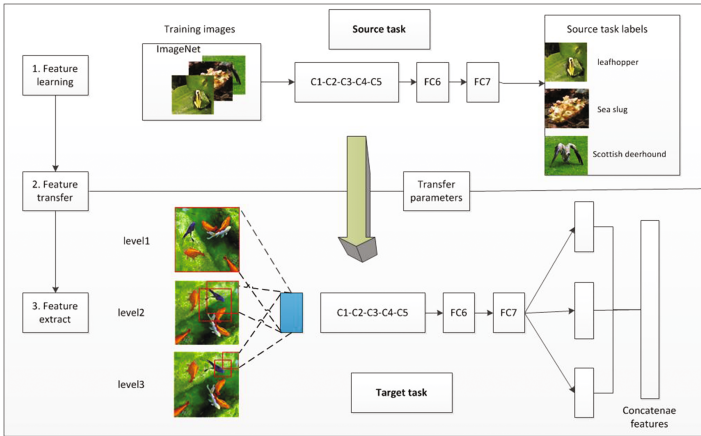 Training images
ImageNet
Source task
Source task labels
1. Feature
learning
C1-C2-C3-C4-C5
FC6
FC7
leafhopper
Sea slug
Scottish deerhound
2. Feature
transfer
Transfer
parameters
level1
level2
level3
3. Feature
extract
C1-C2-C3-C4-C5
FC6
FC7
Target task
Concatenae
features